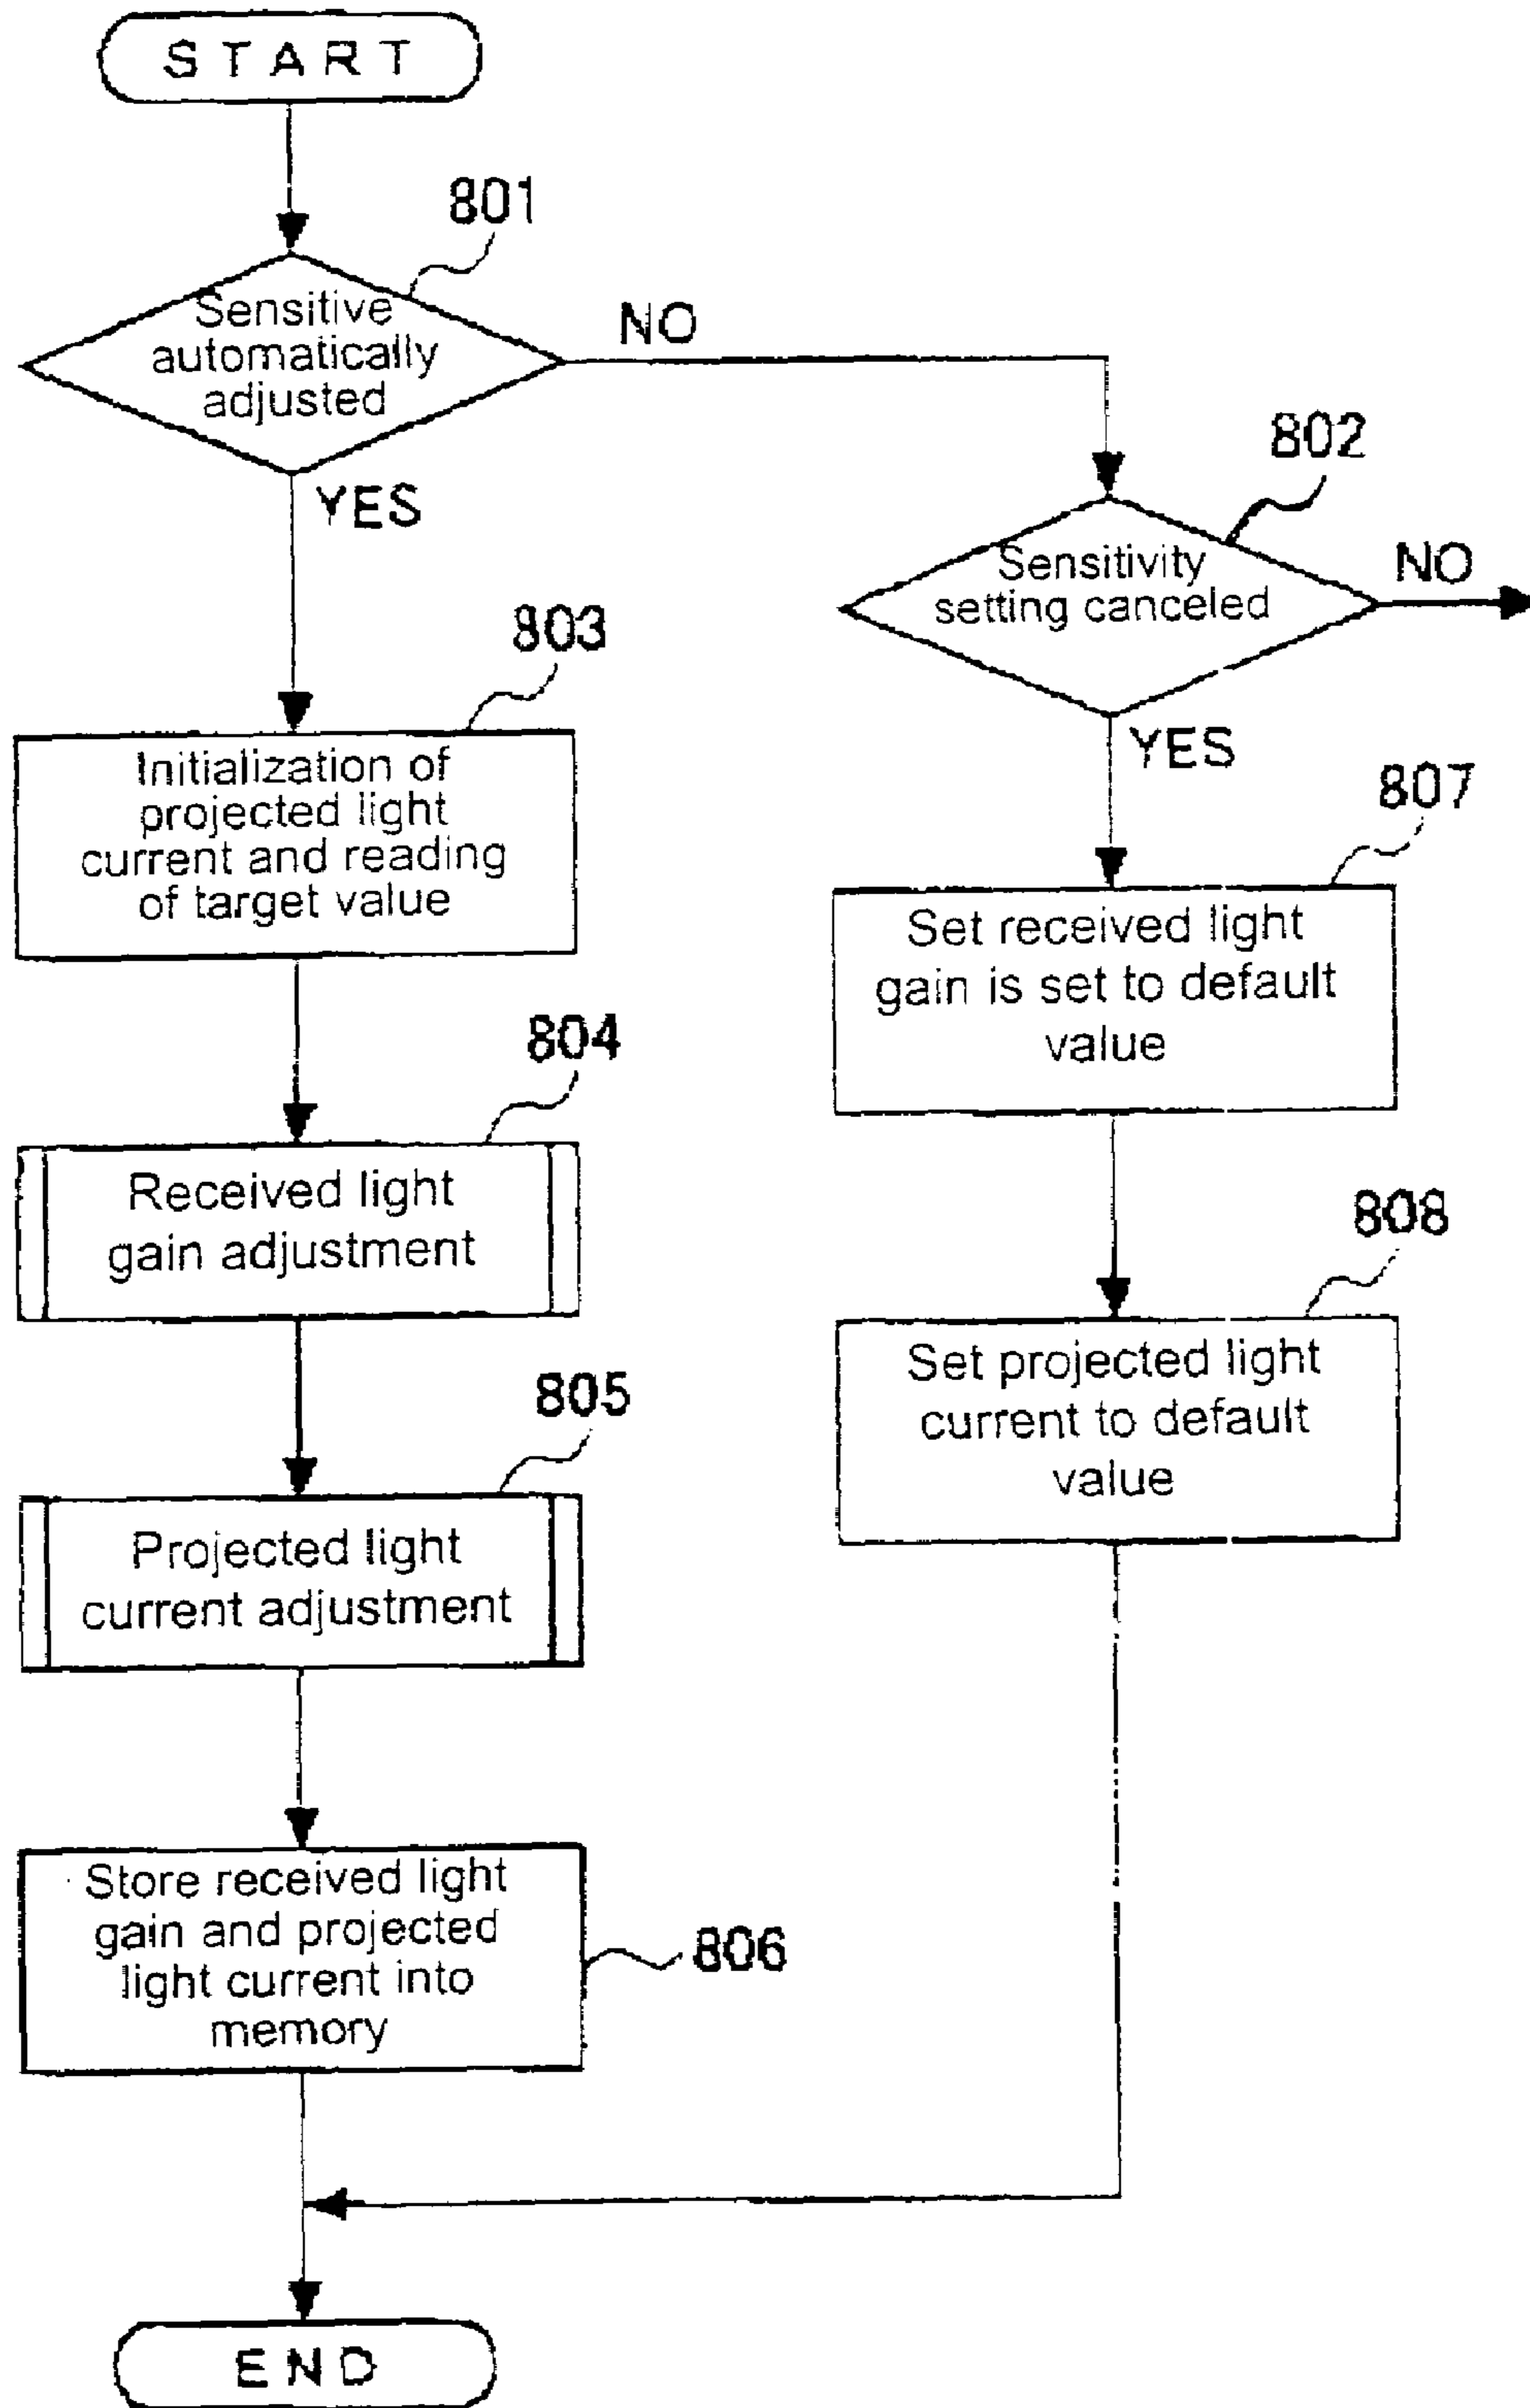 START
801
Sensitive
automatically
adjusted
NO
YES
802
Sensitivity
setting canceled
NO
YES
803
Initialization of
projected light
current and reading
of target value
807
Set received light
gain is set to default
value
804
Received light
gain adjustment
808
Set projected light
current to default
value
805
Projected light
current adjustment
Store received light
gain and projected
light current into
memory
806
END